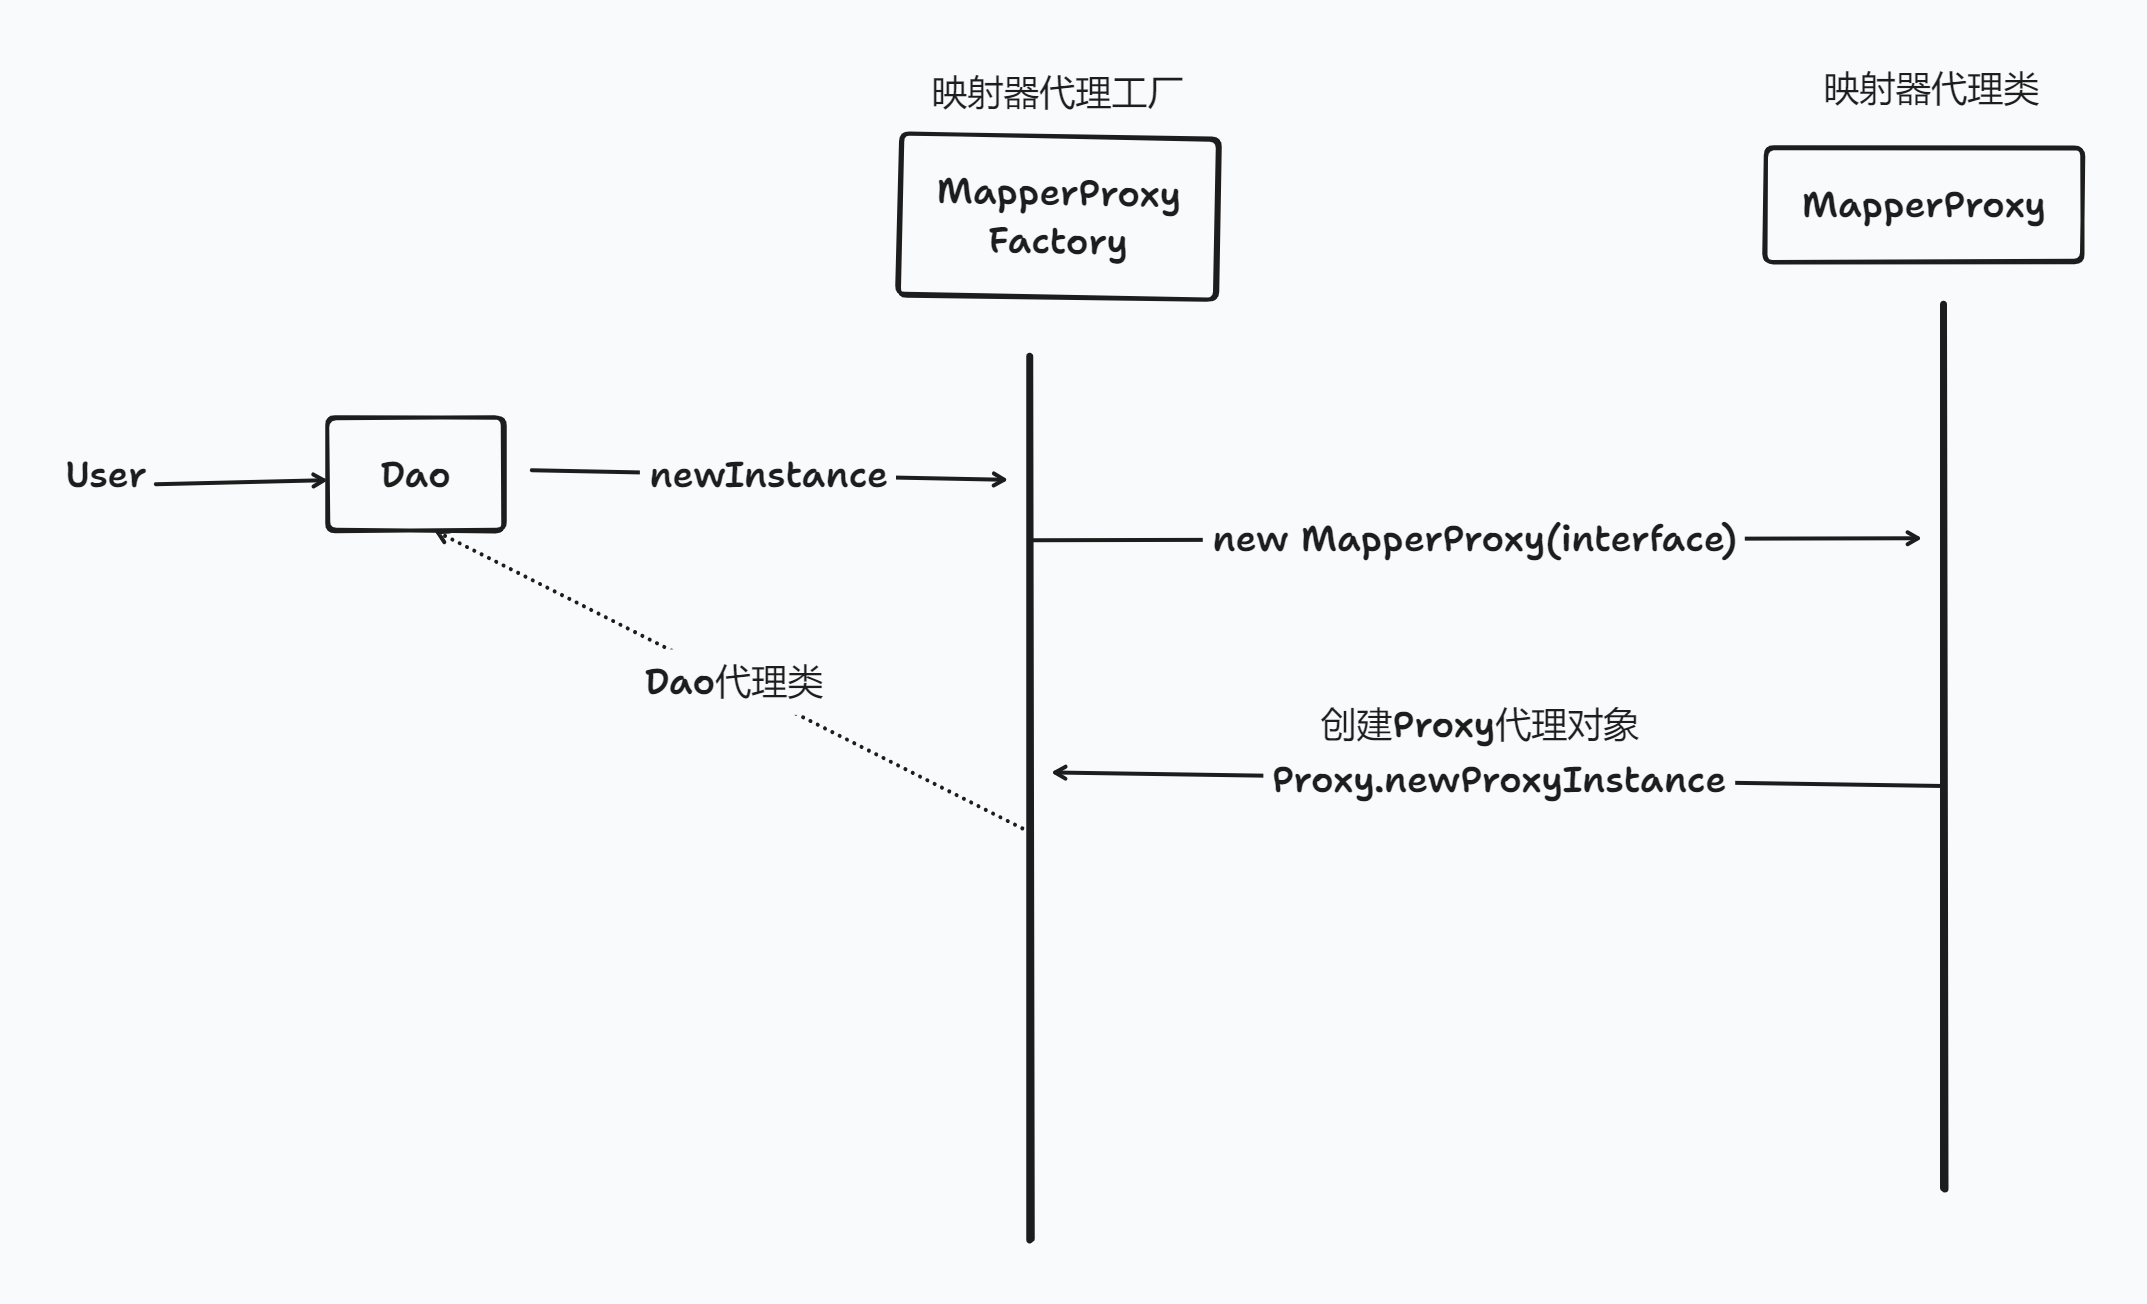 映射器代理工厂
映射器代理类
MapperProxy
Factory
MapperProxy
User
Dao
newInstance
new MapperProxy(interface)
Dao代理类
创建Proxy代理对象
Proxy.newProxyInstance